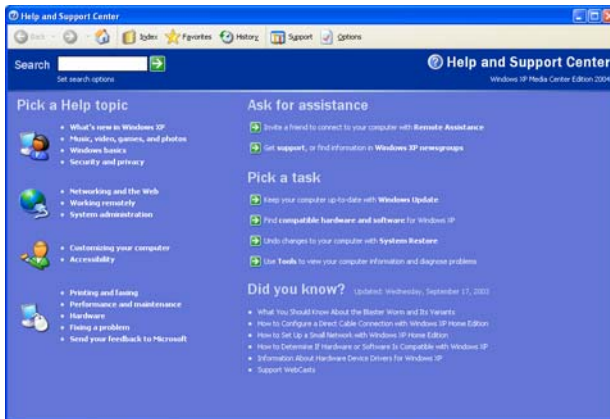 Help and Support Center
Back
Index
Favorites
History
Support
Options
Search
Set search options
Help and Support Center
Windows XP Media Center Edition 2004
Pick a Help topic
What's new in Windows XP
Music, video, games, and photos
Windows basics
Security and privacy
Networking and the Web
Working remotely
System administration
Customizing your computer
Accessibility
Printing and faxing
Performance and maintenance
Hardware
Fixing a problem
Send your feedback to Microsoft
Ask for assistance
Invite a friend to connect to your computer with Remote Assistance
Get support, or find information in Windows XP newsgroups
Pick a task
Keep your computer up-to-date with Windows Update
Find compatible hardware and software for Windows XP
Undo changes to your computer with System Restore
Use Tools to view your computer information and diagnose problems
Did you know? Updated: Wednesday, September 17, 2003
What You Should Know About the Blaster Worm and Its Variants
How to Configure a Direct Cable Connection with Windows XP Home Edition
How to Set Up a Small Network with Windows XP Home Edition
How to Determine If Hardware or Software Is Compatible with Windows XP
Information About Hardware Device Drivers for Windows XP
Support WebCasts